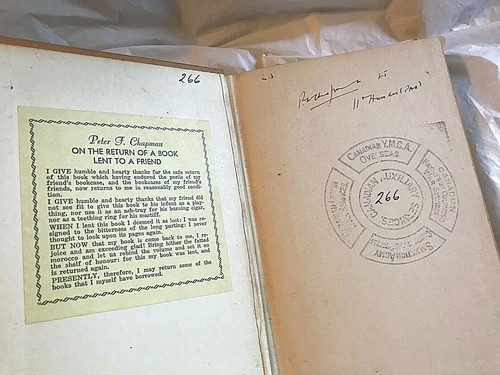 266
Peter F. Chapman
ON THE RETURN OF A BOOK
LENT TO A FRIEND
I GIVE humble and hearty thanks for the safe return
of this book which having endured the perils of my
friend's bookcase, and the bookcases of my friend's
friends, now returns to me in reasonably good condi-
tion.
I GIVE humble and hearty thanks that my friend did
not see fit to give this book to his infant as a play-
thing, nor use it as an ash-tray for his burning cigar,
nor as a teething ring for his mastiff.
WHEN I lent this book I deemed it as lost: I was re-
signed to the bitterness of the long parting: I never
thought to look upon its pages again.
BUT NOW that my book is come back to me, I re-
joice and am exceeding glad! Bring hither the fatted
morocco and let us rebind the volume and set it on
the shelf of honour: for this my book was lent, and
is returned again.
PRESENTLY, therefore, I may return some of the
books that I myself have borrowed.
Lt
11th Hussars
CANADIAN Y.M.C.A.
OVERSEAS
CANADIAN
CANADIAN AUXILIARY SERVICES
266
SALVATION ARMY